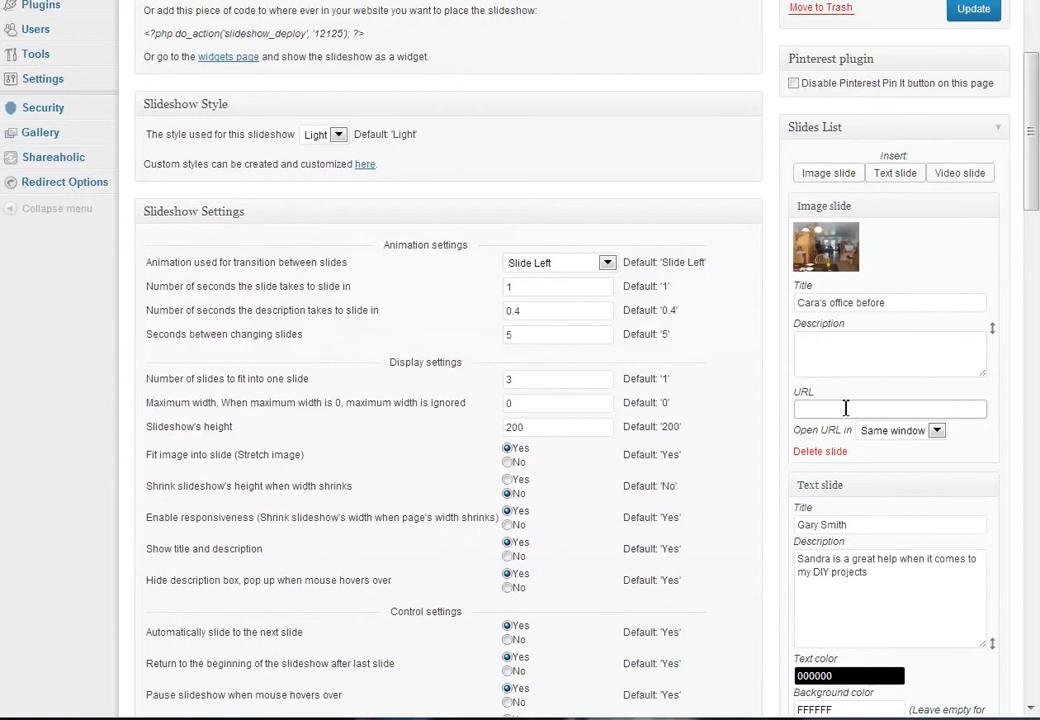 Plugins
Users
Tools
Settings
Security
Gallery
Shareaholic
Redirect Options
Collapse menu
Or add this piece of code to where ever in your website you want to place the slideshow:
<?php do_action('slideshow_deploy', '12125'); ?>
Or go to the widgets page and show the slideshow as a widget.
Slideshow Style
The style used for this slideshow Light Default: 'Light'
Custom styles can be created and customized here.
Slideshow Settings
Animation settings
Animation used for transition between slides Slide Left Default: 'Slide Left'
Number of seconds the slide takes to slide in 1 Default: '1'
Number of seconds the description takes to slide in 0.4 Default: '0.4'
Seconds between changing slides 5 Default: '5'
Display settings
Number of slides to fit into one slide 3 Default: '1'
Maximum width. When maximum width is 0, maximum width is ignored 0 Default: '0'
Slideshow's height 200 Default: '200'
Fit image into slide (Stretch image) Yes Default: 'Yes'
No
Shrink slideshow's height when width shrinks Yes Default: 'No'
No
Enable responsiveness (Shrink slideshow's width when page's width shrinks) Yes Default: 'Yes'
No
Show title and description Yes Default: 'Yes'
No
Hide description box, pop up when mouse hovers over Yes Default: 'Yes'
No
Control settings
Automatically slide to the next slide Yes Default: 'Yes'
No
Return to the beginning of the slideshow after last slide Yes Default: 'Yes'
No
Pause slideshow when mouse hovers over Yes Default: 'Yes'
No
Move to Trash Update
Pinterest plugin
Disable Pinterest Pin It button on this page
Slides List
Insert:
Image slide Text slide Video slide
Image slide
Title
Cara's office before
Description
URL
Open URL in Same window
Delete slide
Text slide
Title
Gary Smith
Description
Sandra is a great help when it comes to
my DIY projects
Text color
000000
Background color
FFFFFF (Leave empty for